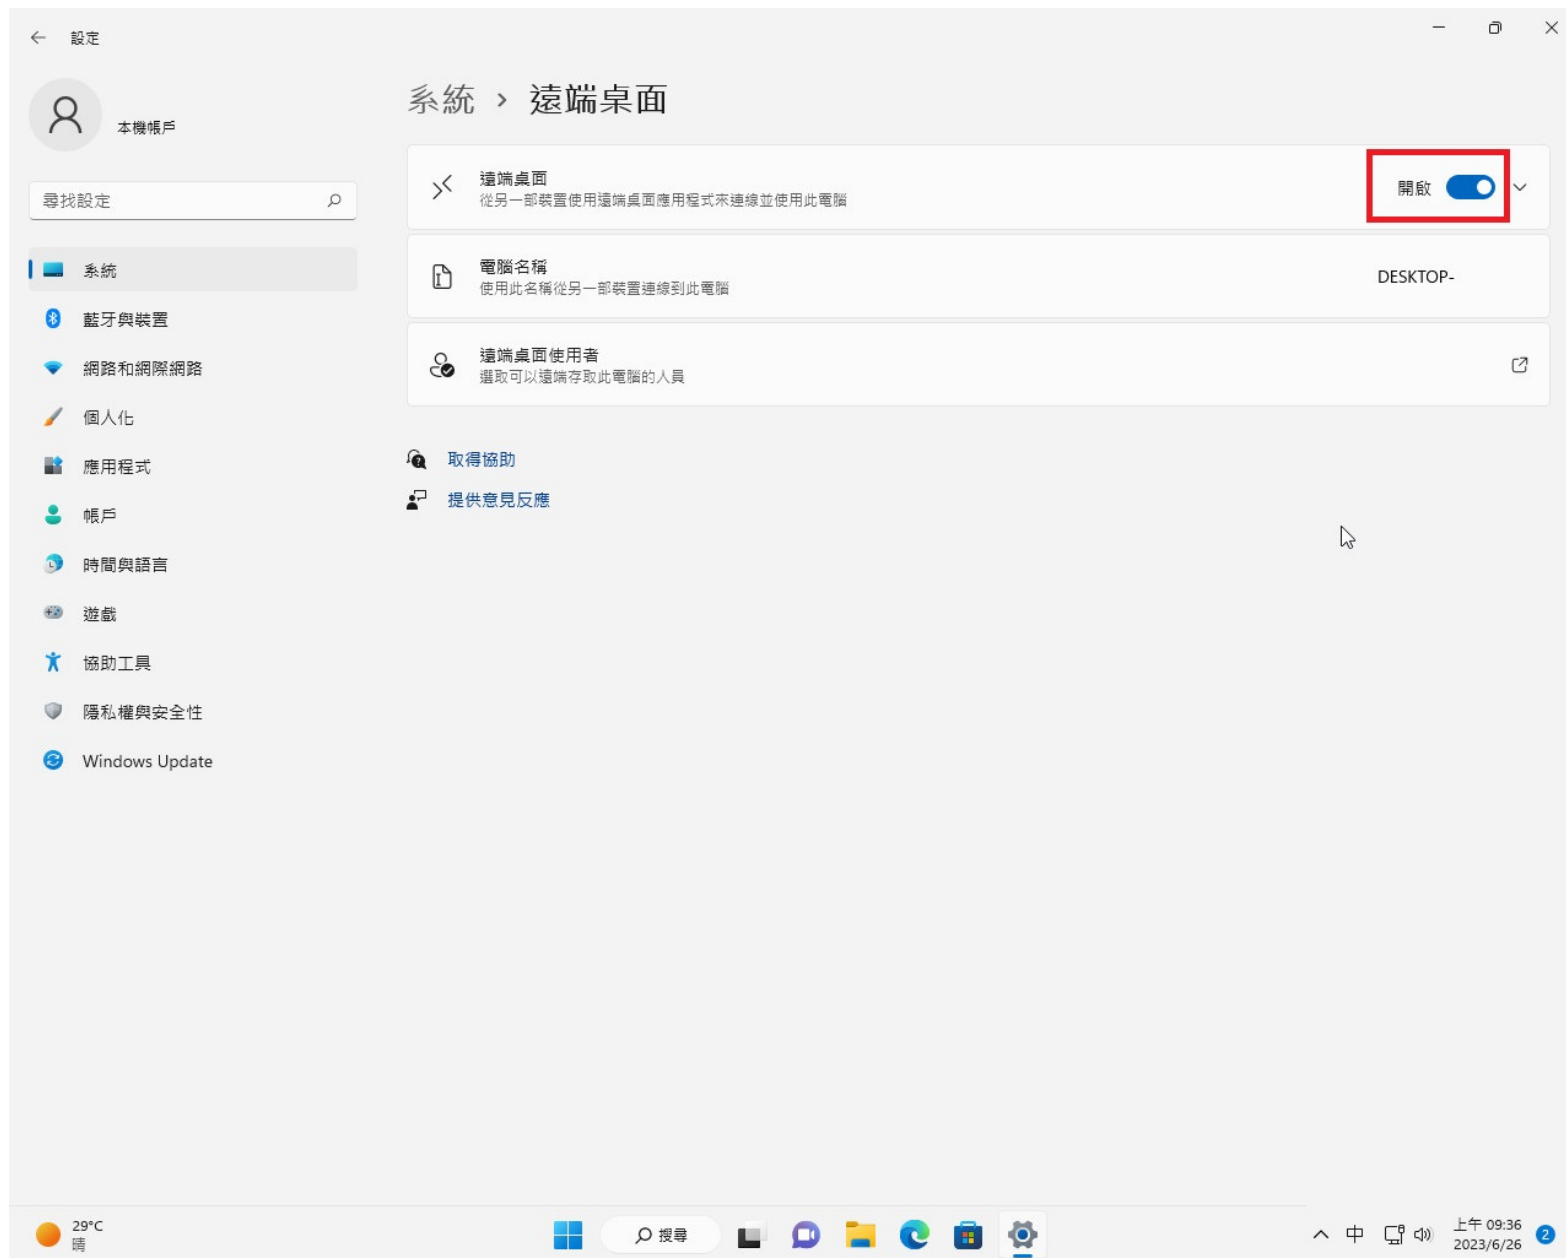 設定
本機帳戶
尋找設定
系統
藍牙與裝置
網路和網際網路
個人化
應用程式
帳戶
時間與語言
遊戲
協助工具
隱私權與安全性
Windows Update
系統 › 遠端桌面
遠端桌面
從另一部裝置使用遠端桌面應用程式來連線並使用此電腦
開啟
電腦名稱
使用此名稱從另一部裝置連線到此電腦
DESKTOP-
遠端桌面使用者
選取可以遠端存取此電腦的人員
取得協助
提供意見反應
29°C
晴
搜尋
中
上午 09:36
2023/6/26
2